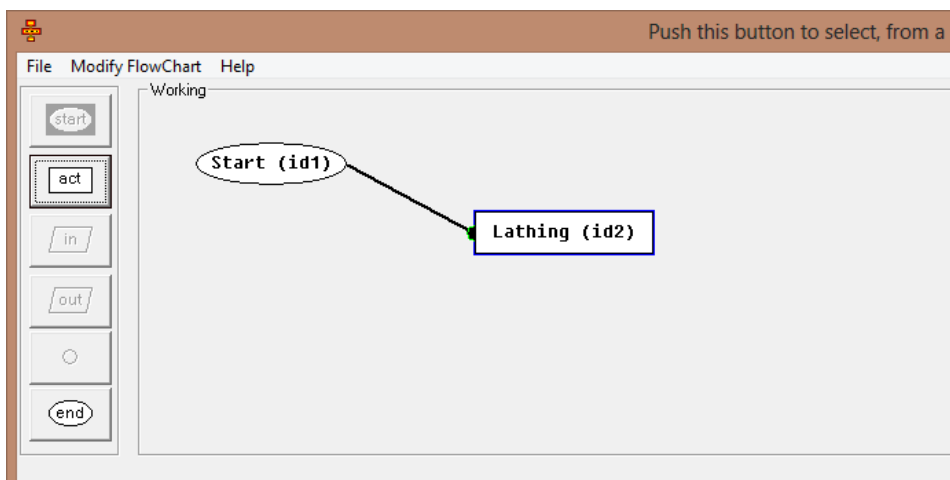 Push this button to select, from a
File Modify FlowChart Help
Working
start
act
in
out
end
Start (id1)
Lathing (id2)